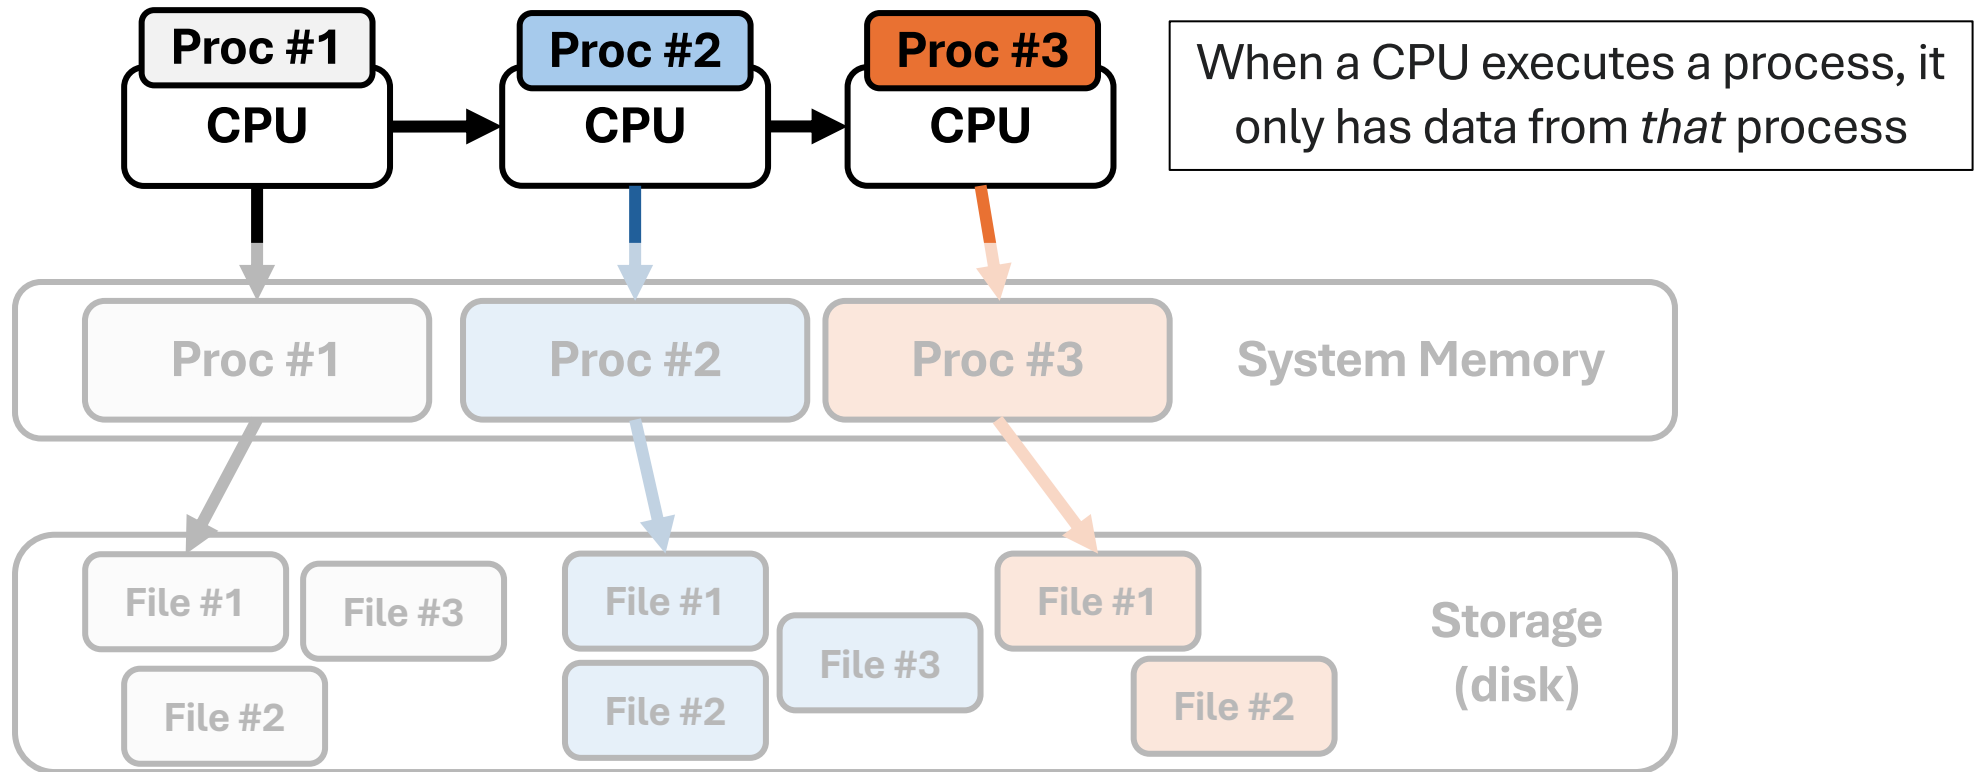 Proc #1
Proc #2
Proc #3
CPU
CPU
CPU
When a CPU executes a process, it
only has data from that process
Proc #1
Proc #2
Proc #3
System Memory
File #1
File #3
File #2
File #1
File #2
File #3
File #1
File #2
Storage
(disk)